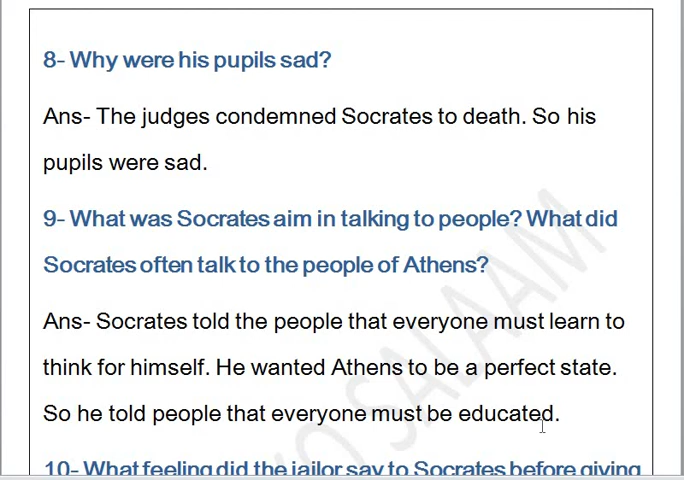 8- Why were his pupils sad?
Ans- The judges condemned Socrates to death. So his
pupils were sad.
9- What was Socrates aim in talking to people? What did
Socrates often talk to the people of Athens?
Ans- Socrates told the people that everyone must learn to
think for himself. He wanted Athens to be a perfect state.
So he told people that everyone must be educated.
10- What feeling did the jailor say to Socrates before giving